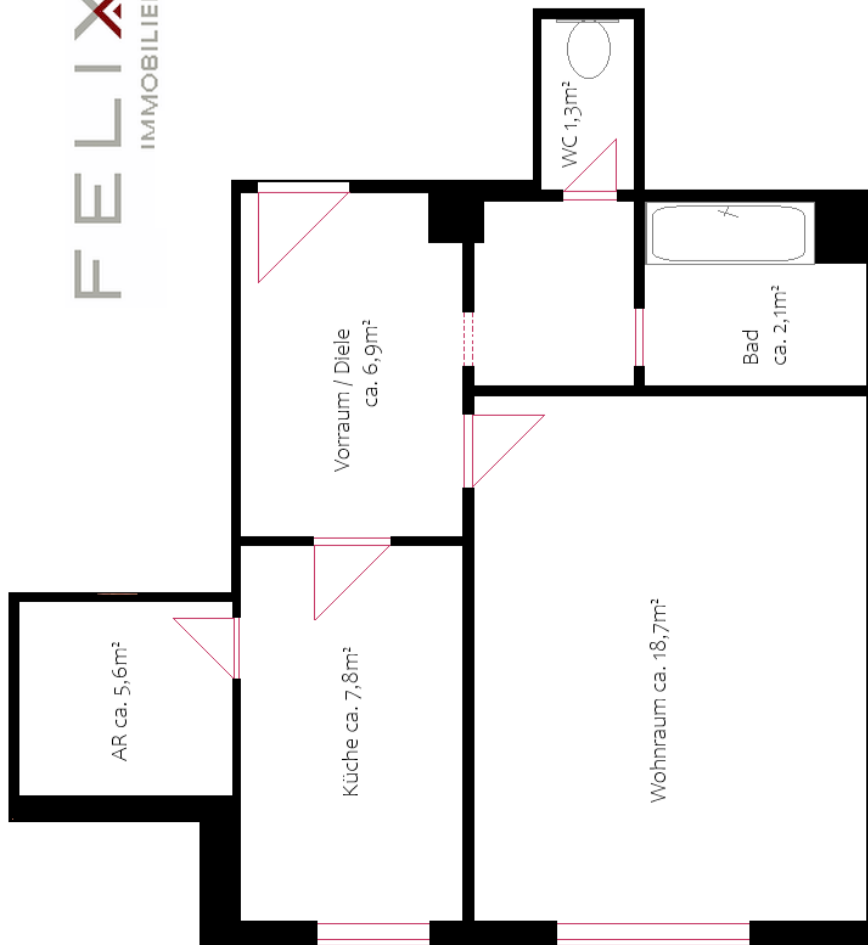 FELIX
IMMOBILIE
WC 1,3m²
Vorraum / Diele
ca. 6,9m²
Bad
ca. 2,1m²
AR ca. 5,6m²
Küche ca. 7,8m²
Wohnraum ca. 18,7m²